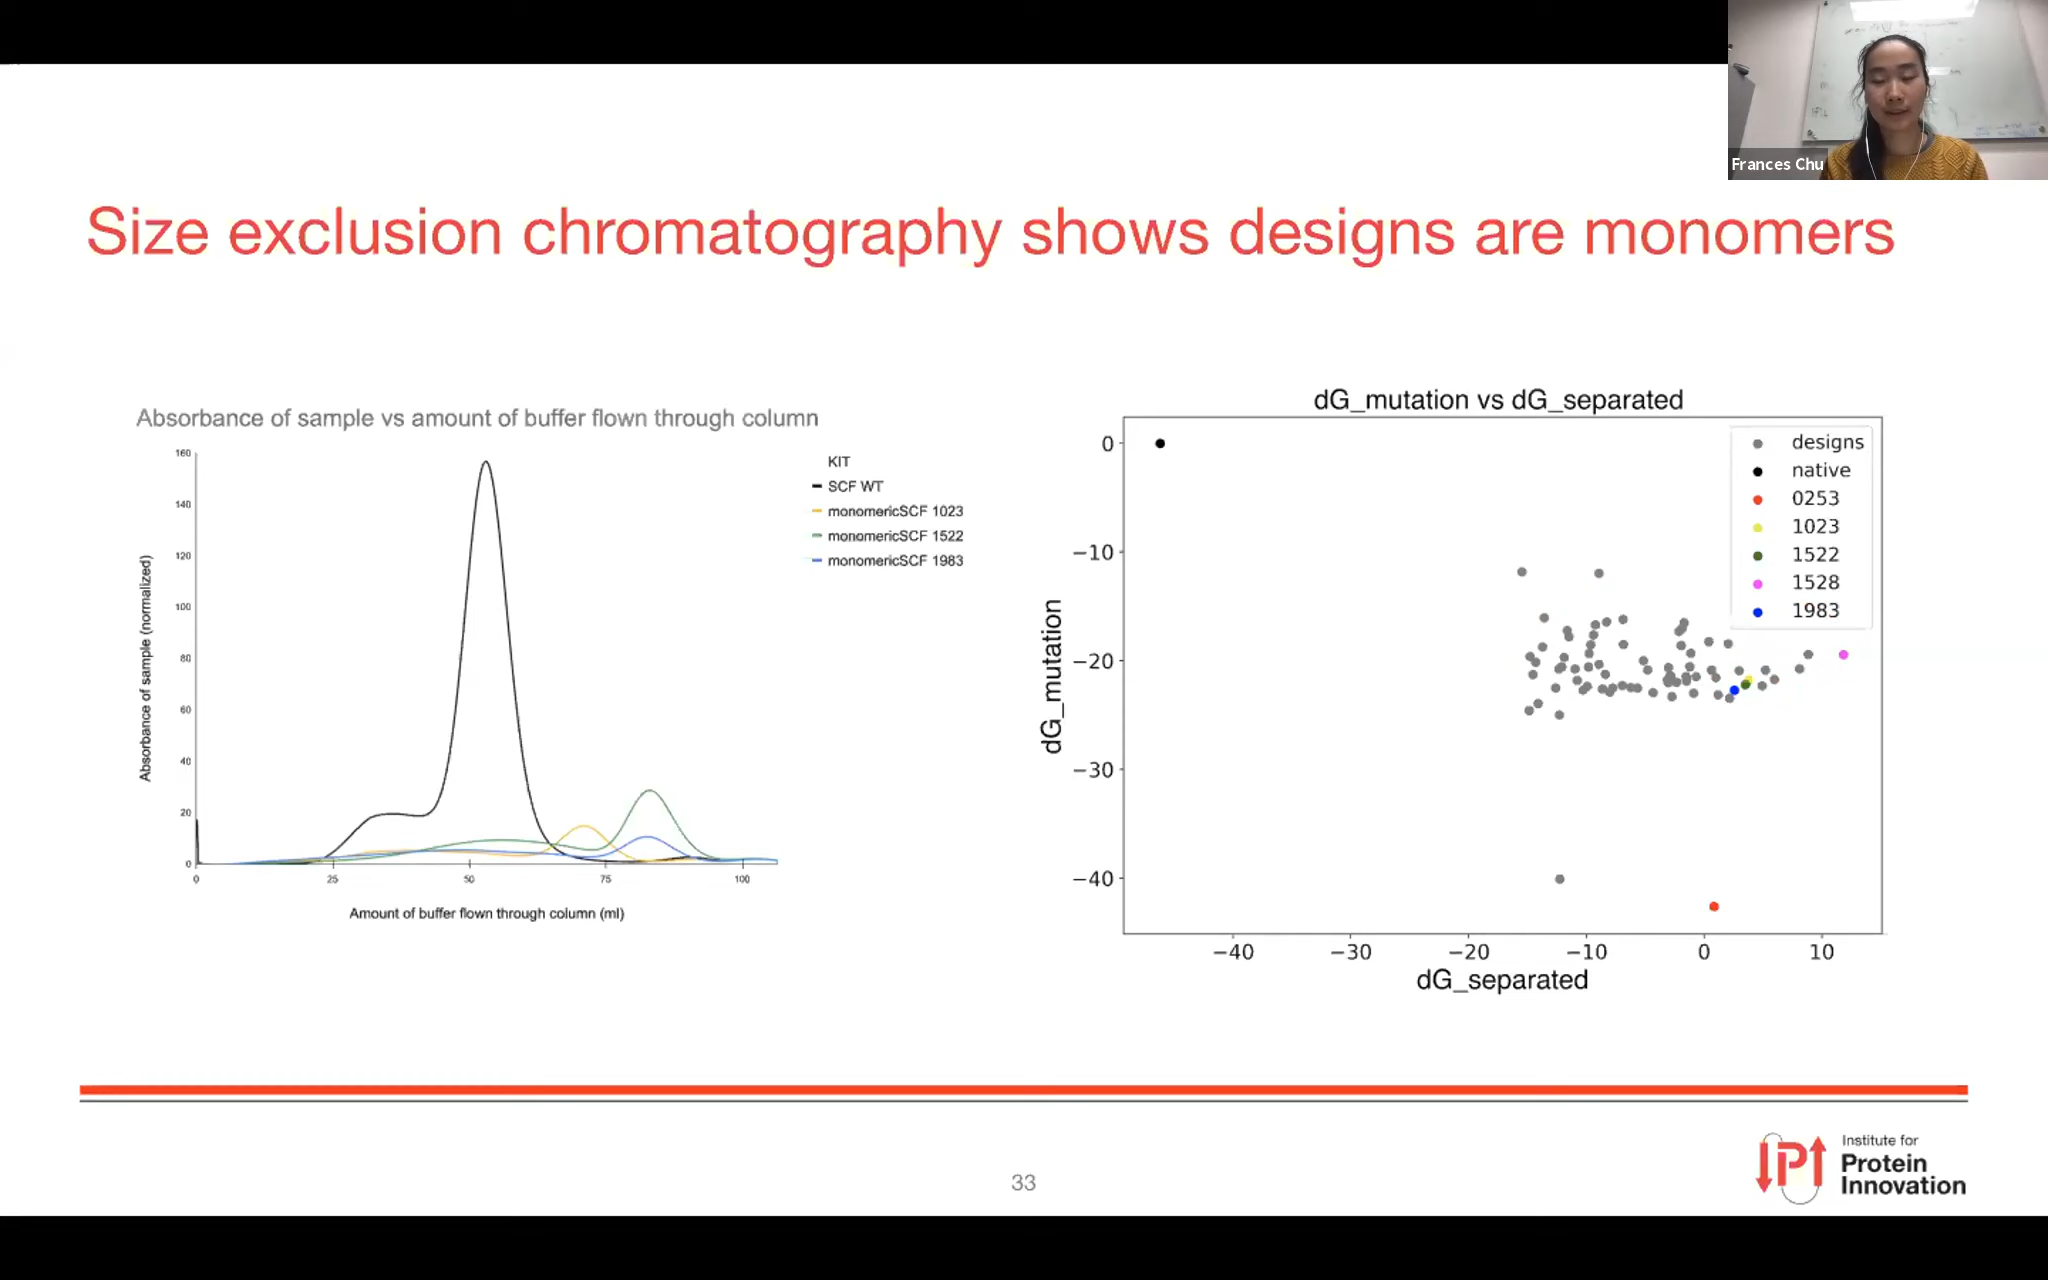 Frances Chu
Size exclusion chromatography shows designs are monomers
Absorbance of sample vs amount of buffer flown through column
160
140
120
100
80
60
40
20
0
Absorbance of sample (normalized)
0
25
50
75
100
Amount of buffer flown through column (ml)
KIT
SCF WT
monomericSCF 1023
monomericSCF 1522
monomericSCF 1983
dG_mutation vs dG_separated
0
−10
−20
−30
−40
dG_mutation
designs
native
0253
1023
1522
1528
1983
−40
−30
−20
−10
0
10
dG_separated
33
IPI
Institute for
Protein
Innovation